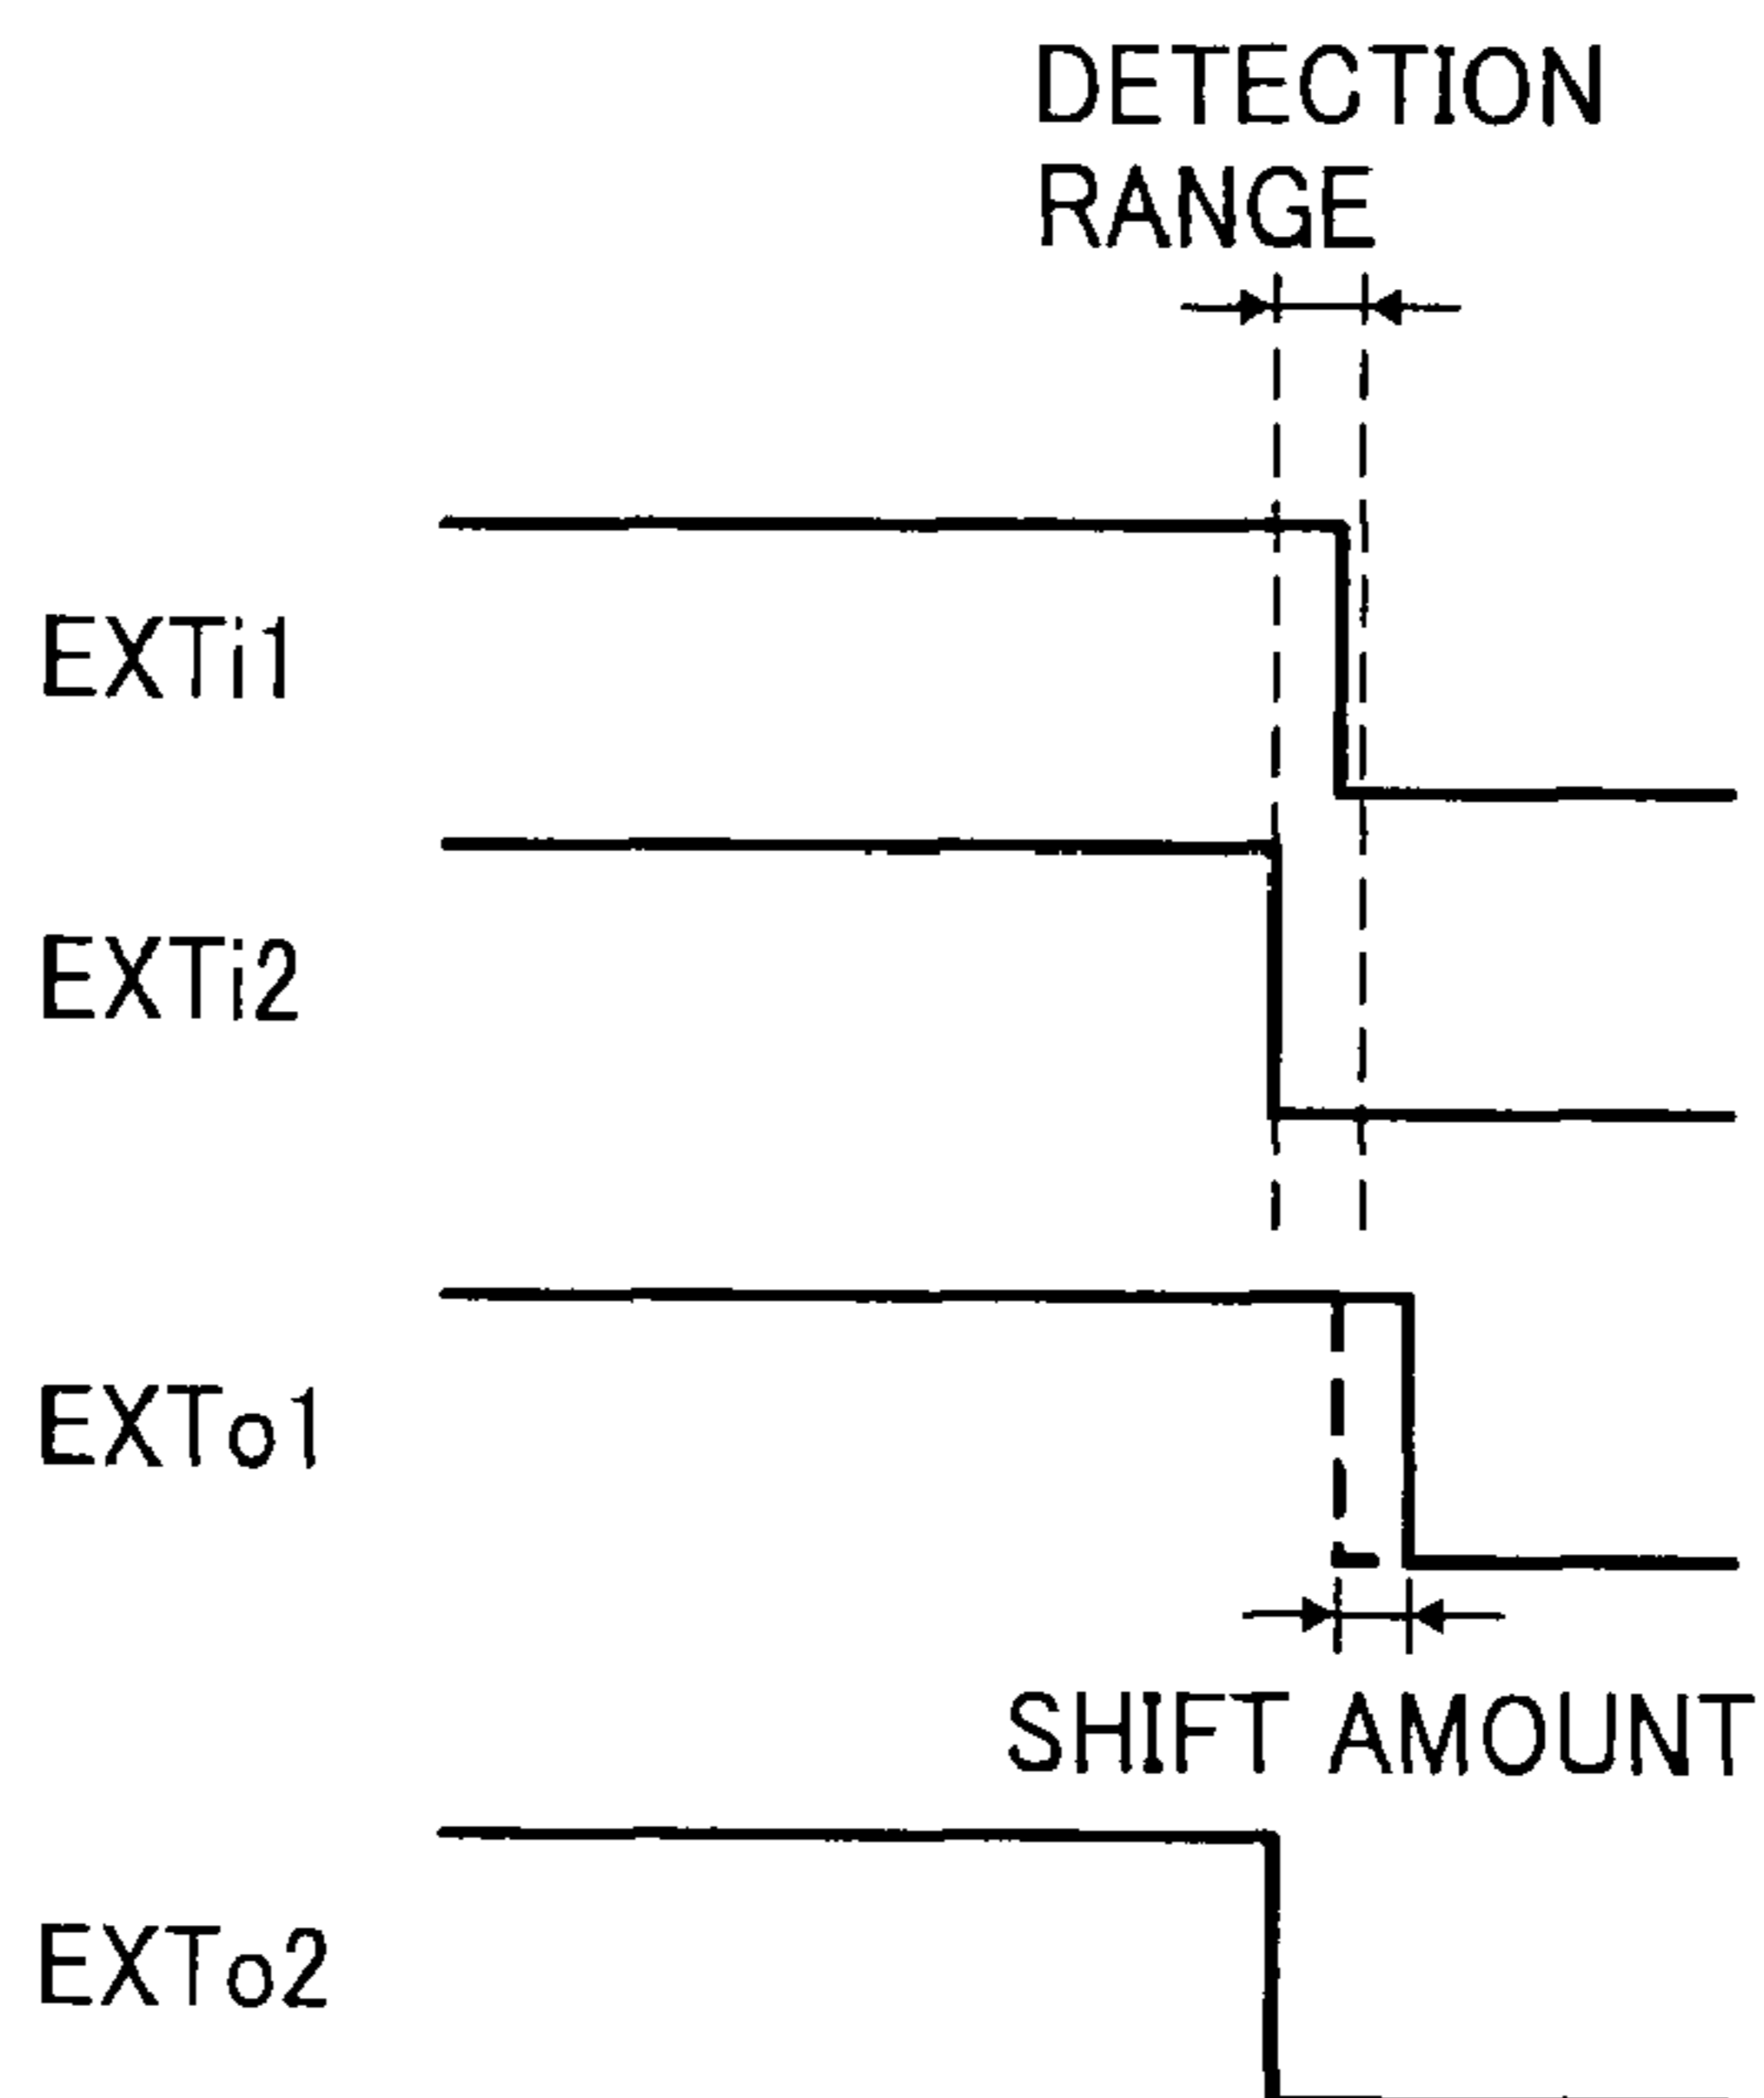 DETECTION
RANGE
EXTi1
EXTi2
EXTo1
SHIFT AMOUNT
EXTo2